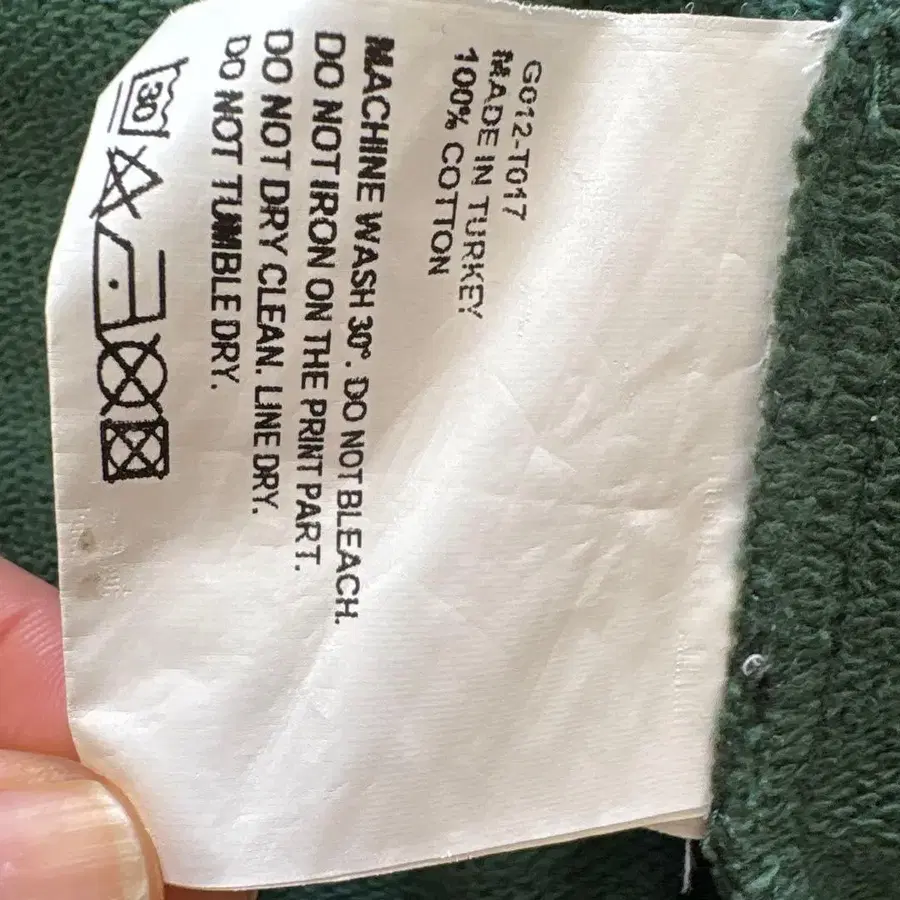 G012-T017
MADE IN TURKEY
100% COTTON
MACHINE WASH 30°. DO NOT BLEACH.
DO NOT IRON ON THE PRINT PART.
DO NOT DRY CLEAN. LINE DRY.
DO NOT TUMBLE DRY.
30